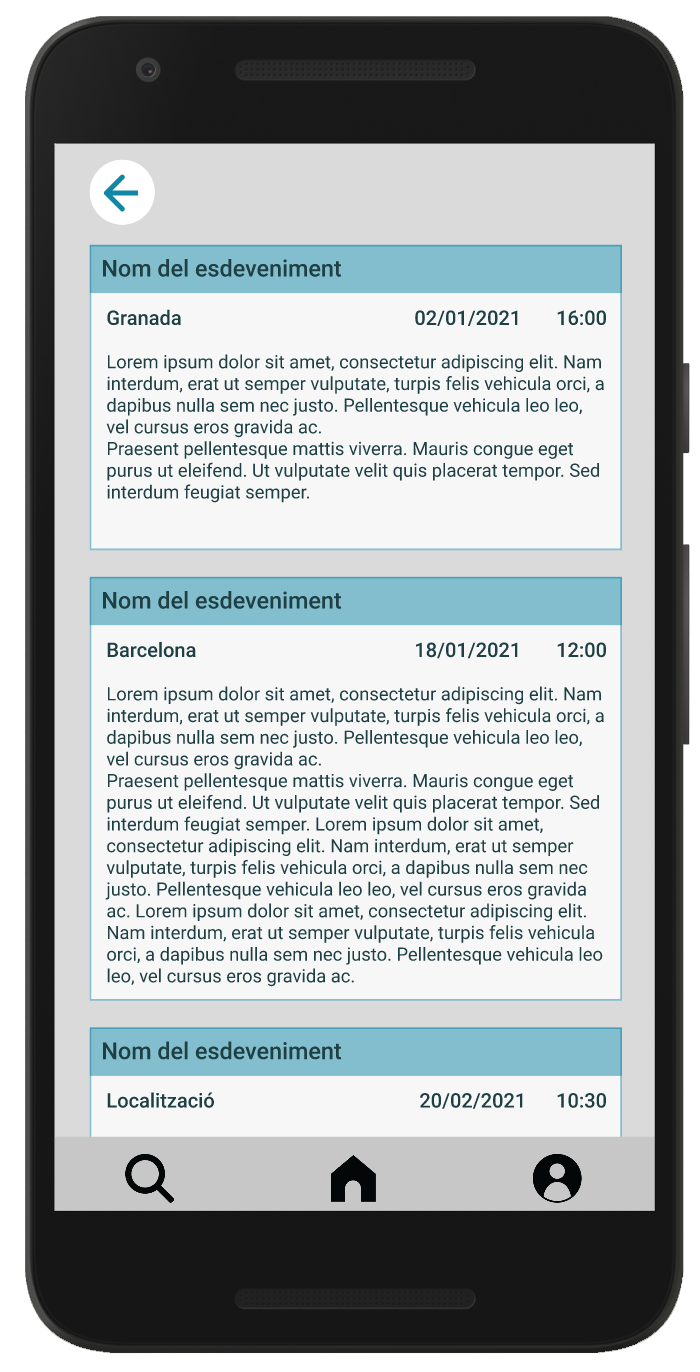 Nom del esdeveniment
Granada 02/01/2021 16:00
Lorem ipsum dolor sit amet, consectetur adipiscing elit. Nam
interdum, erat ut semper vulputate, turpis felis vehicula orci, a
dapibus nulla sem nec justo. Pellentesque vehicula leo leo,
vel cursus eros gravida ac.
Praesent pellentesque mattis viverra. Mauris congue eget
purus ut eleifend. Ut vulputate velit quis placerat tempor. Sed
interdum feugiat semper.
Nom del esdeveniment
Barcelona 18/01/2021 12:00
Lorem ipsum dolor sit amet, consectetur adipiscing elit. Nam
interdum, erat ut semper vulputate, turpis felis vehicula orci, a
dapibus nulla sem nec justo. Pellentesque vehicula leo leo,
vel cursus eros gravida ac.
Praesent pellentesque mattis viverra. Mauris congue eget
purus ut eleifend. Ut vulputate velit quis placerat tempor. Sed
interdum feugiat semper. Lorem ipsum dolor sit amet,
consectetur adipiscing elit. Nam interdum, erat ut semper
vulputate, turpis felis vehicula orci, a dapibus nulla sem nec
justo. Pellentesque vehicula leo leo, vel cursus eros gravida
ac. Lorem ipsum dolor sit amet, consectetur adipiscing elit.
Nam interdum, erat ut semper vulputate, turpis felis vehicula
orci, a dapibus nulla sem nec justo. Pellentesque vehicula leo
leo, vel cursus eros gravida ac.
Nom del esdeveniment
Localització 20/02/2021 10:30